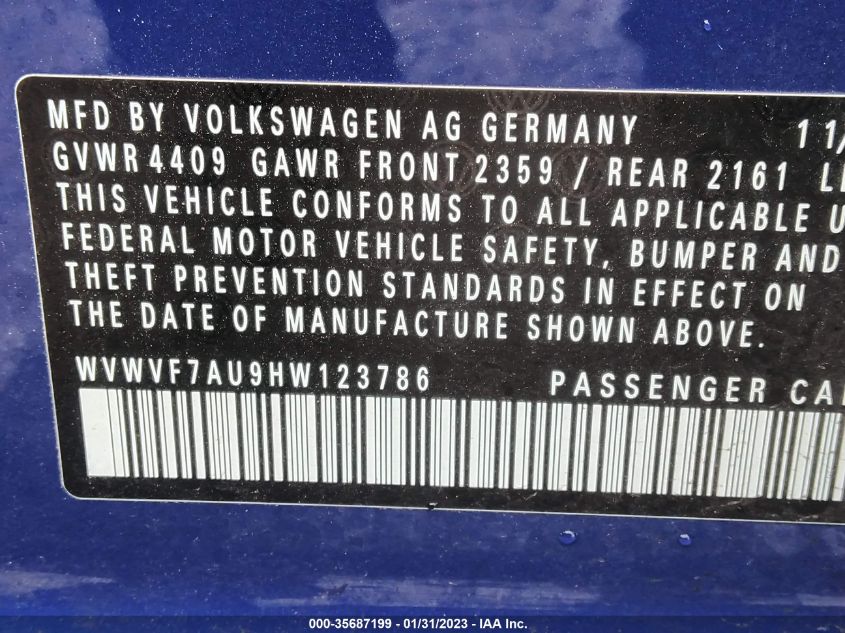 MFD BY VOLKSWAGEN AG GERMANY 11/
GVWR 4409 GAWR FRONT 2359 / REAR 2161 L
THIS VEHICLE CONFORMS TO ALL APPLICABLE U
FEDERAL MOTOR VEHICLE SAFETY, BUMPER AND
THEFT PREVENTION STANDARDS IN EFFECT ON
THE DATE OF MANUFACTURE SHOWN ABOVE.
WVWVF7AU9HW123786 PASSENGER CA
000-35687199 - 01/31/2023 - IAA Inc.